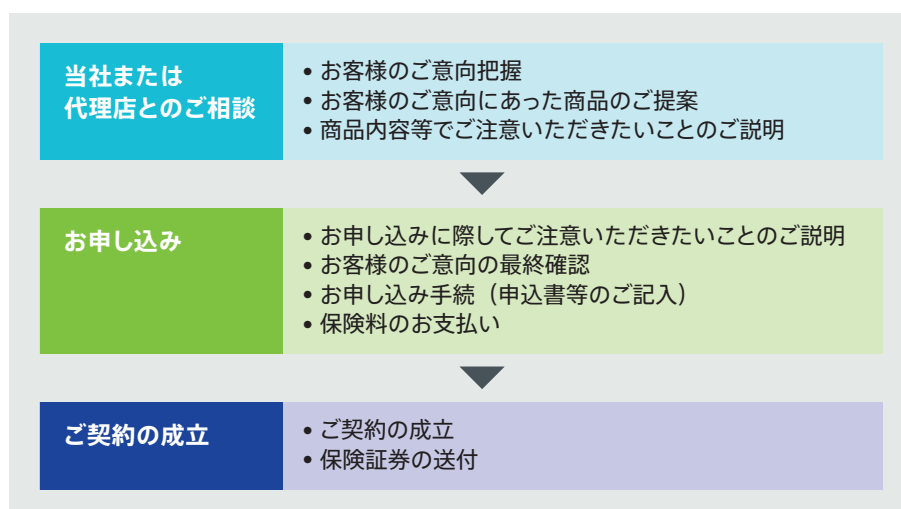 当社または
代理店とのご相談
• お客様のご意向把握
• お客様のご意向にあった商品のご提案
• 商品内容等でご注意いただきたいことのご説明
お申し込み
• お申し込みに際してご注意いただきたいことのご説明
• お客様のご意向の最終確認
• お申し込み手続（申込書等のご記入）
• 保険料のお支払い
ご契約の成立
• ご契約の成立
• 保険証券の送付